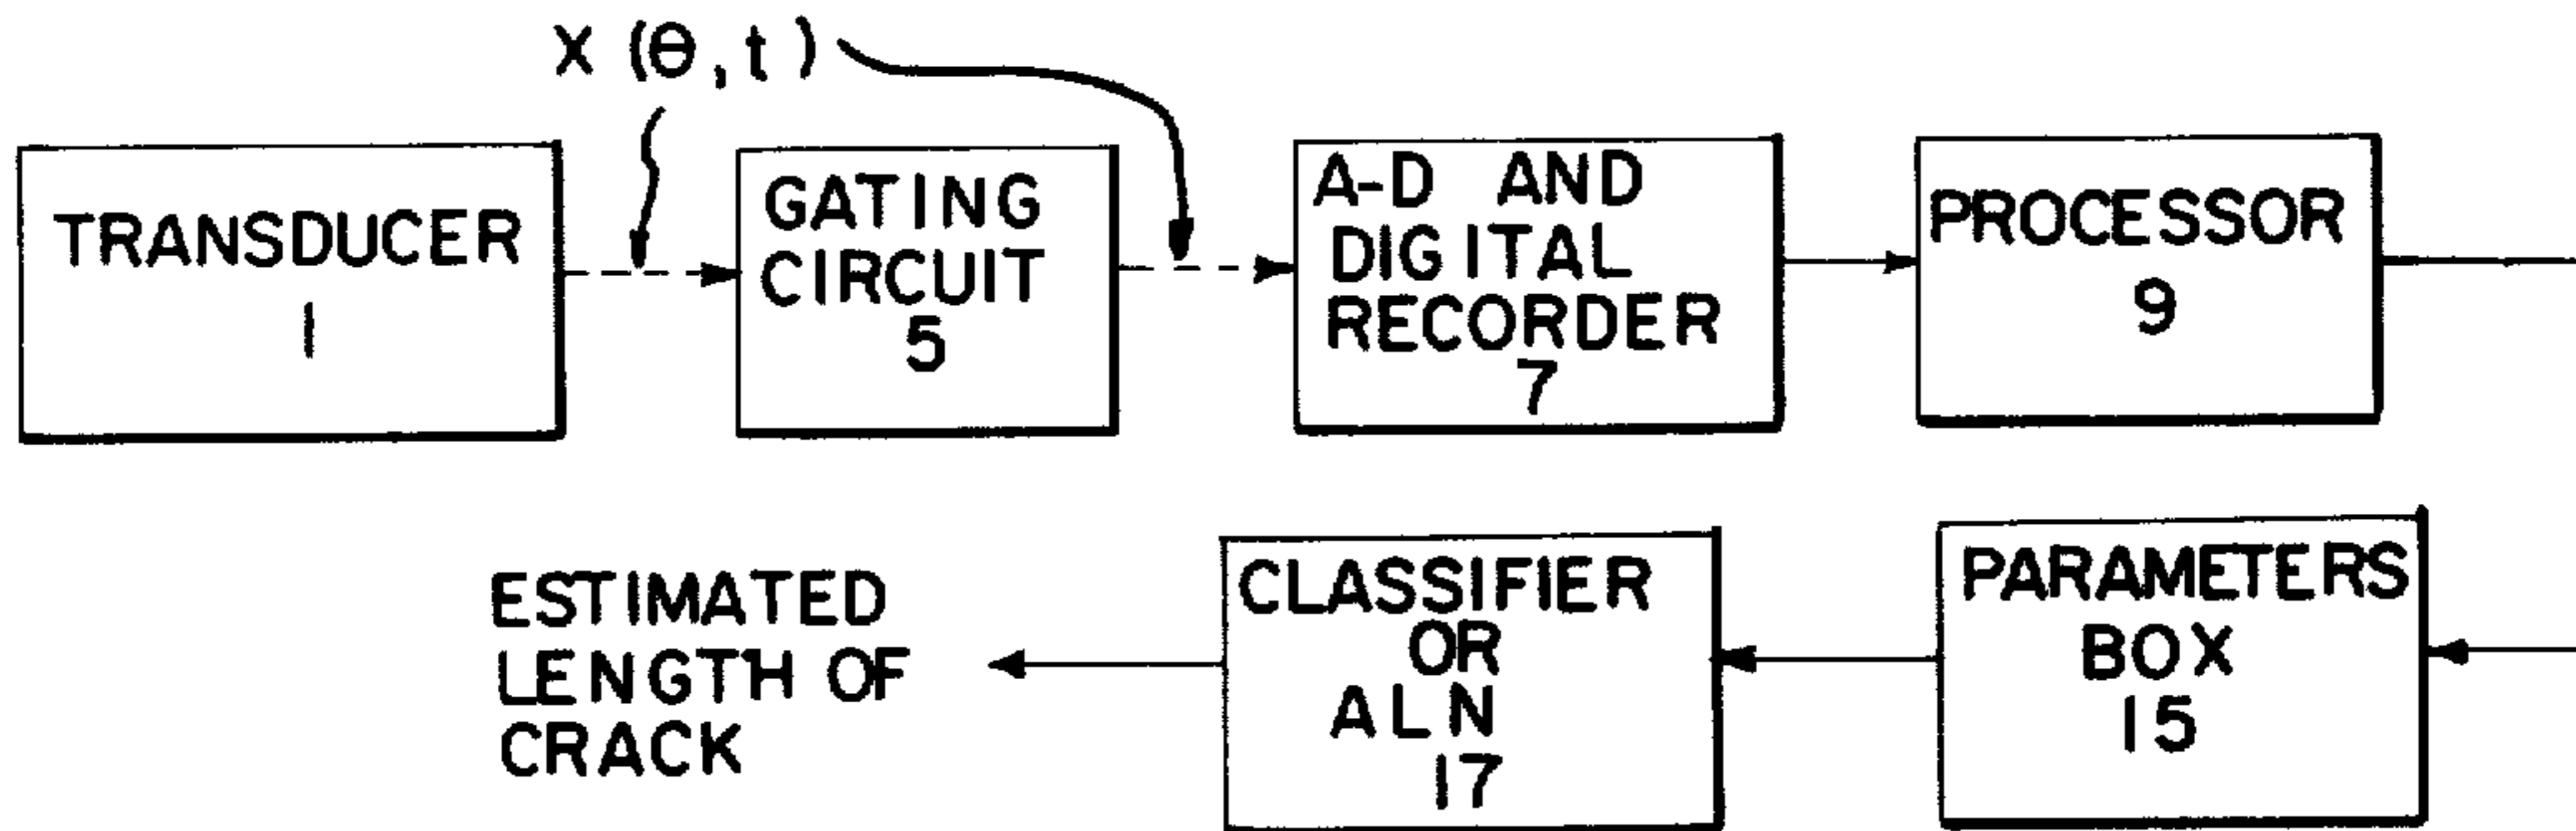 X (θ,t)
TRANSDUCER
1
GATING
CIRCUIT
5
A-D AND
DIGITAL
RECORDER
7
PROCESSOR
9
ESTIMATED
LENGTH OF
CRACK
CLASSIFIER
OR
ALN
17
PARAMETERS
BOX
15